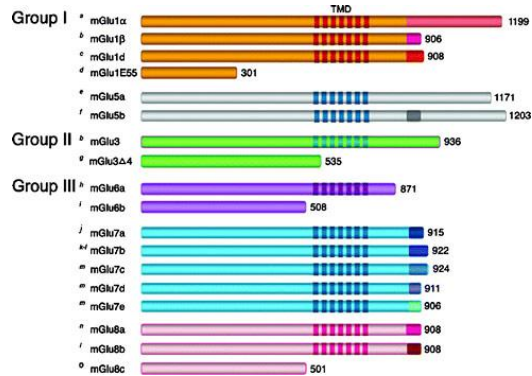 TMD
Group I a mGlu1α 1199
b mGlu1β 906
c mGlu1d 908
d mGlu1E55 301
e mGlu5a 1171
f mGlu5b 1203
Group II b mGlu3 936
g mGlu3Δ4 535
Group III h mGlu6a 871
i mGlu6b 508
j mGlu7a 915
k-l mGlu7b 922
m mGlu7c 924
m mGlu7d 911
m mGlu7e 906
n mGlu8a 908
l mGlu8b 908
o mGlu8c 501